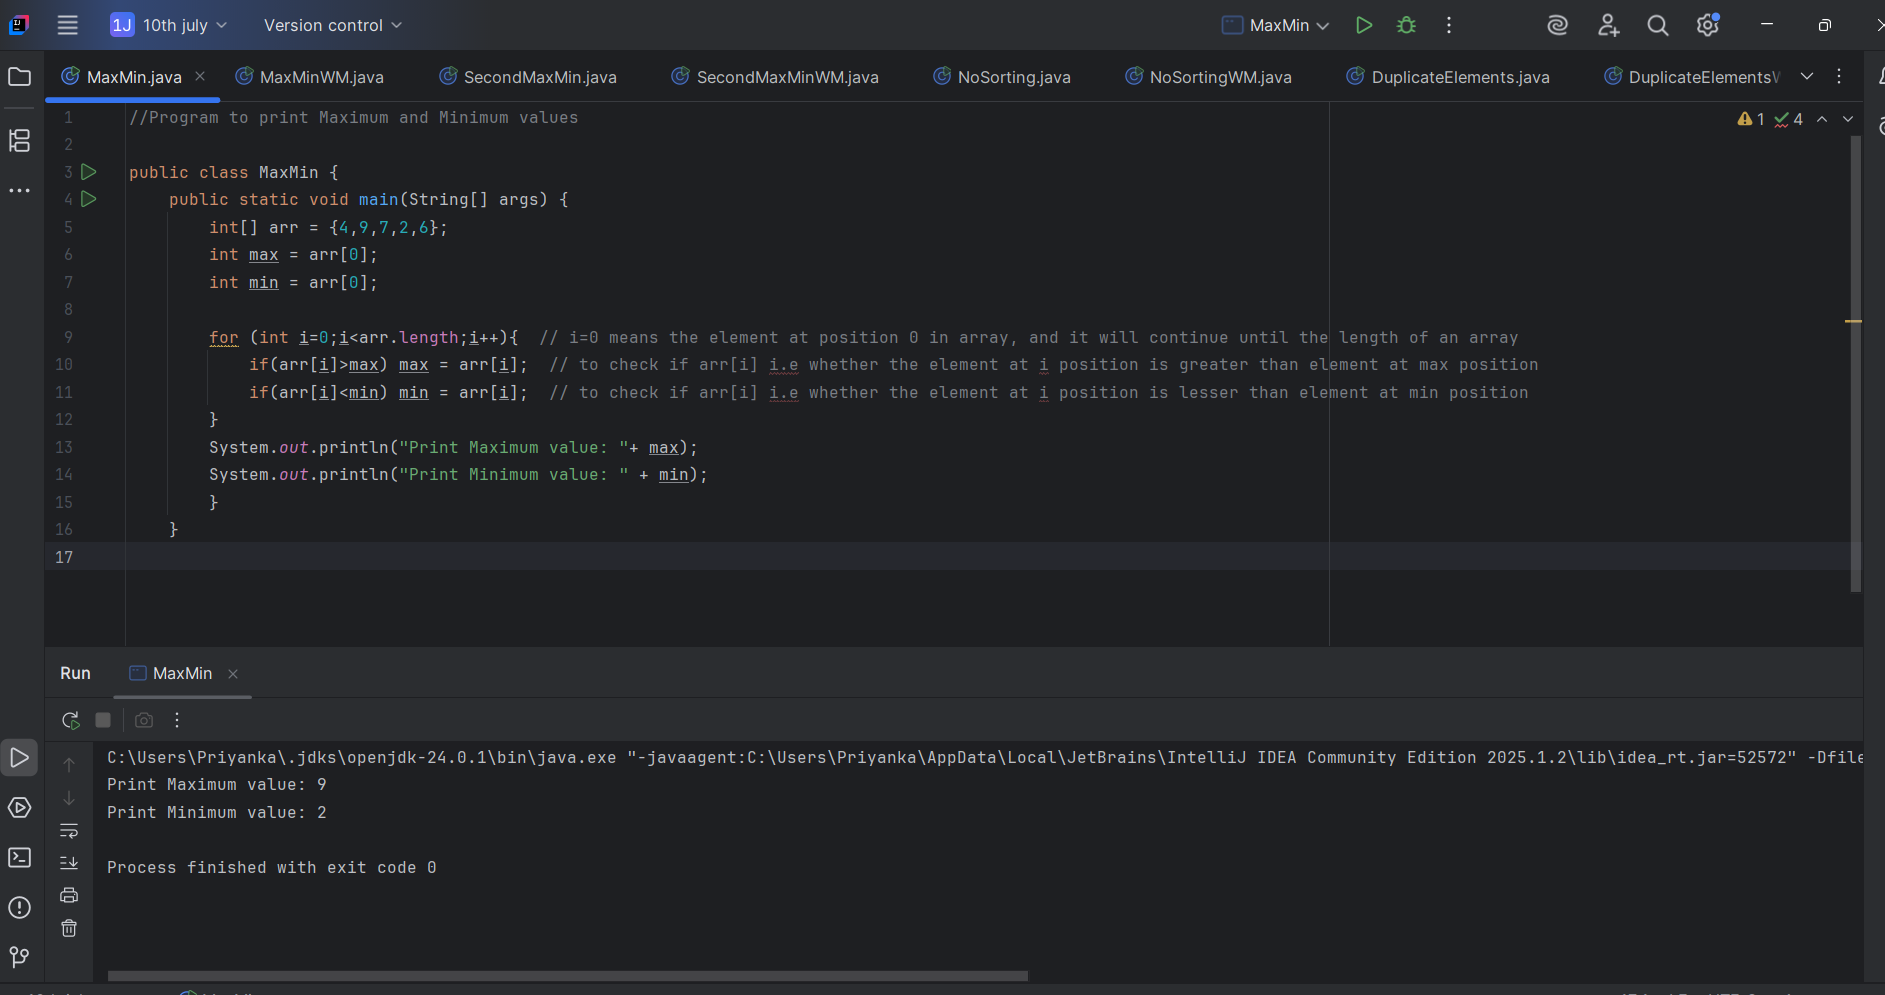 1J 10th july Version control MaxMin
MaxMin.java MaxMinWM.java SecondMaxMin.java SecondMaxMinWM.java NoSorting.java NoSortingWM.java DuplicateElements.java DuplicateElementsW
1 //Program to print Maximum and Minimum values 1 4
2
3 public class MaxMin {
4 public static void main(String[] args) {
5 int[] arr = {4,9,7,2,6};
6 int max = arr[0];
7 int min = arr[0];
8
9 for (int i=0;i<arr.length;i++){ // i=0 means the element at position 0 in array, and it will continue until the length of an array
10 if(arr[i]>max) max = arr[i]; // to check if arr[i] i.e whether the element at i position is greater than element at max position
11 if(arr[i]<min) min = arr[i]; // to check if arr[i] i.e whether the element at i position is lesser than element at min position
12 }
13 System.out.println("Print Maximum value: "+ max);
14 System.out.println("Print Minimum value: " + min);
15 }
16 }
17
Run MaxMin
C:\Users\Priyanka\.jdks\openjdk-24.0.1\bin\java.exe "-javaagent:C:\Users\Priyanka\AppData\Local\JetBrains\IntelliJ IDEA Community Edition 2025.1.2\lib\idea_rt.jar=52572" -Dfile
Print Maximum value: 9
Print Minimum value: 2
Process finished with exit code 0